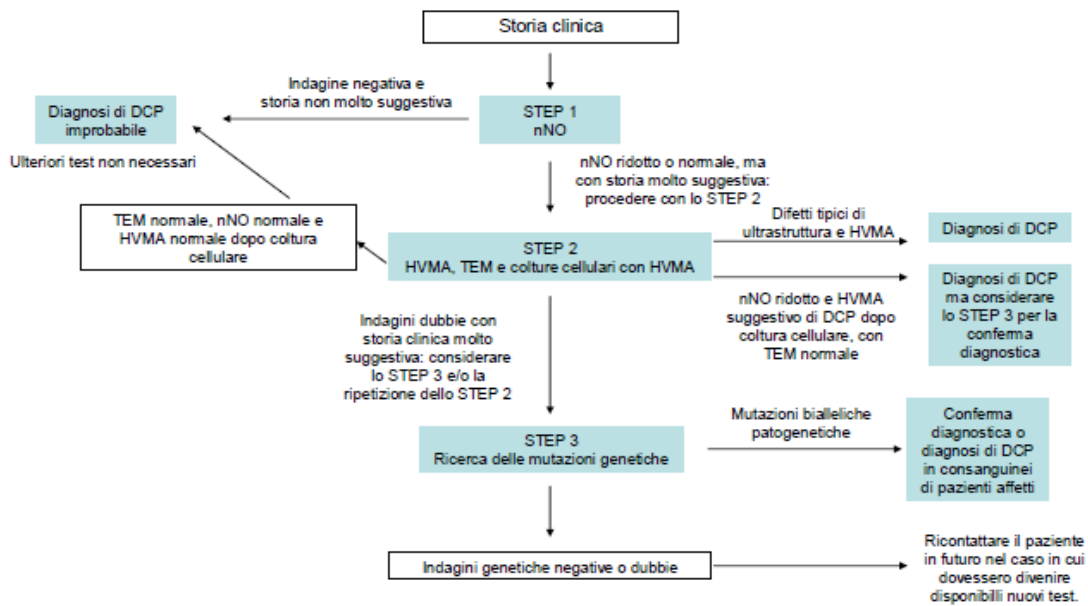 Storia clinica
Indagine negativa e
storia non molto suggestiva
Diagnosi di DCP
improbabile
STEP 1
nNO
Ulteriori test non necessari
nNO ridotto o normale, ma
con storia molto suggestiva:
procedere con lo STEP 2
TEM normale, nNO normale e
HVMA normale dopo coltura
cellulare
STEP 2
HVMA, TEM e colture cellulari con HVMA
Difetti tipici di
ultrastruttura e HVMA
Diagnosi di DCP
nNO ridotto e HVMA
suggestivo di DCP dopo
coltura cellulare, con
TEM normale
Diagnosi di DCP
ma considerare
lo STEP 3 per la
conferma
diagnostica
Indagini dubbie con
storia clinica molto
suggestiva: considerare
lo STEP 3 e/o la
ripetizione dello STEP 2
STEP 3
Ricerca delle mutazioni genetiche
Mutazioni bialleliche
patogenetiche
Conferma
diagnostica o
diagnosi di DCP
in consanguinei
di pazienti affetti
Indagini genetiche negative o dubbie
Ricontattare il paziente
in futuro nel caso in cui
dovessero divenire
disponibilli nuovi test.